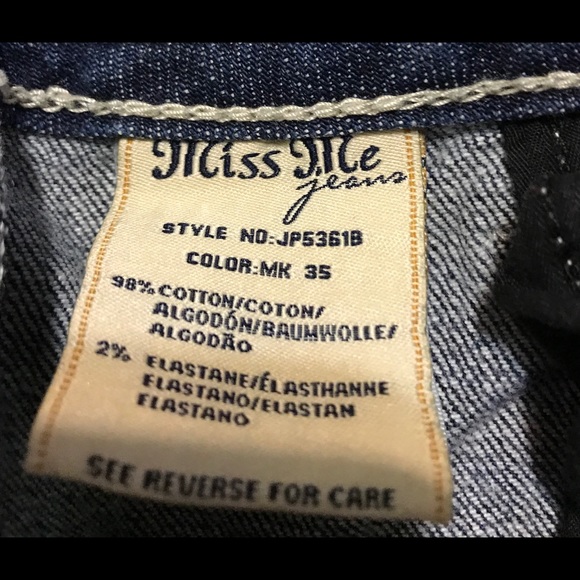 Miss Me
jeans
STYLE NO:JP5361B
COLOR:MK 35
98% COTTON/COTON/
ALGODÓN/BAUMWOLLE/
ALGODÃO
2% ELASTANE/ÉLASTHANNE
ELASTANO/ELASTAN
ELASTANO
SEE REVERSE FOR CARE